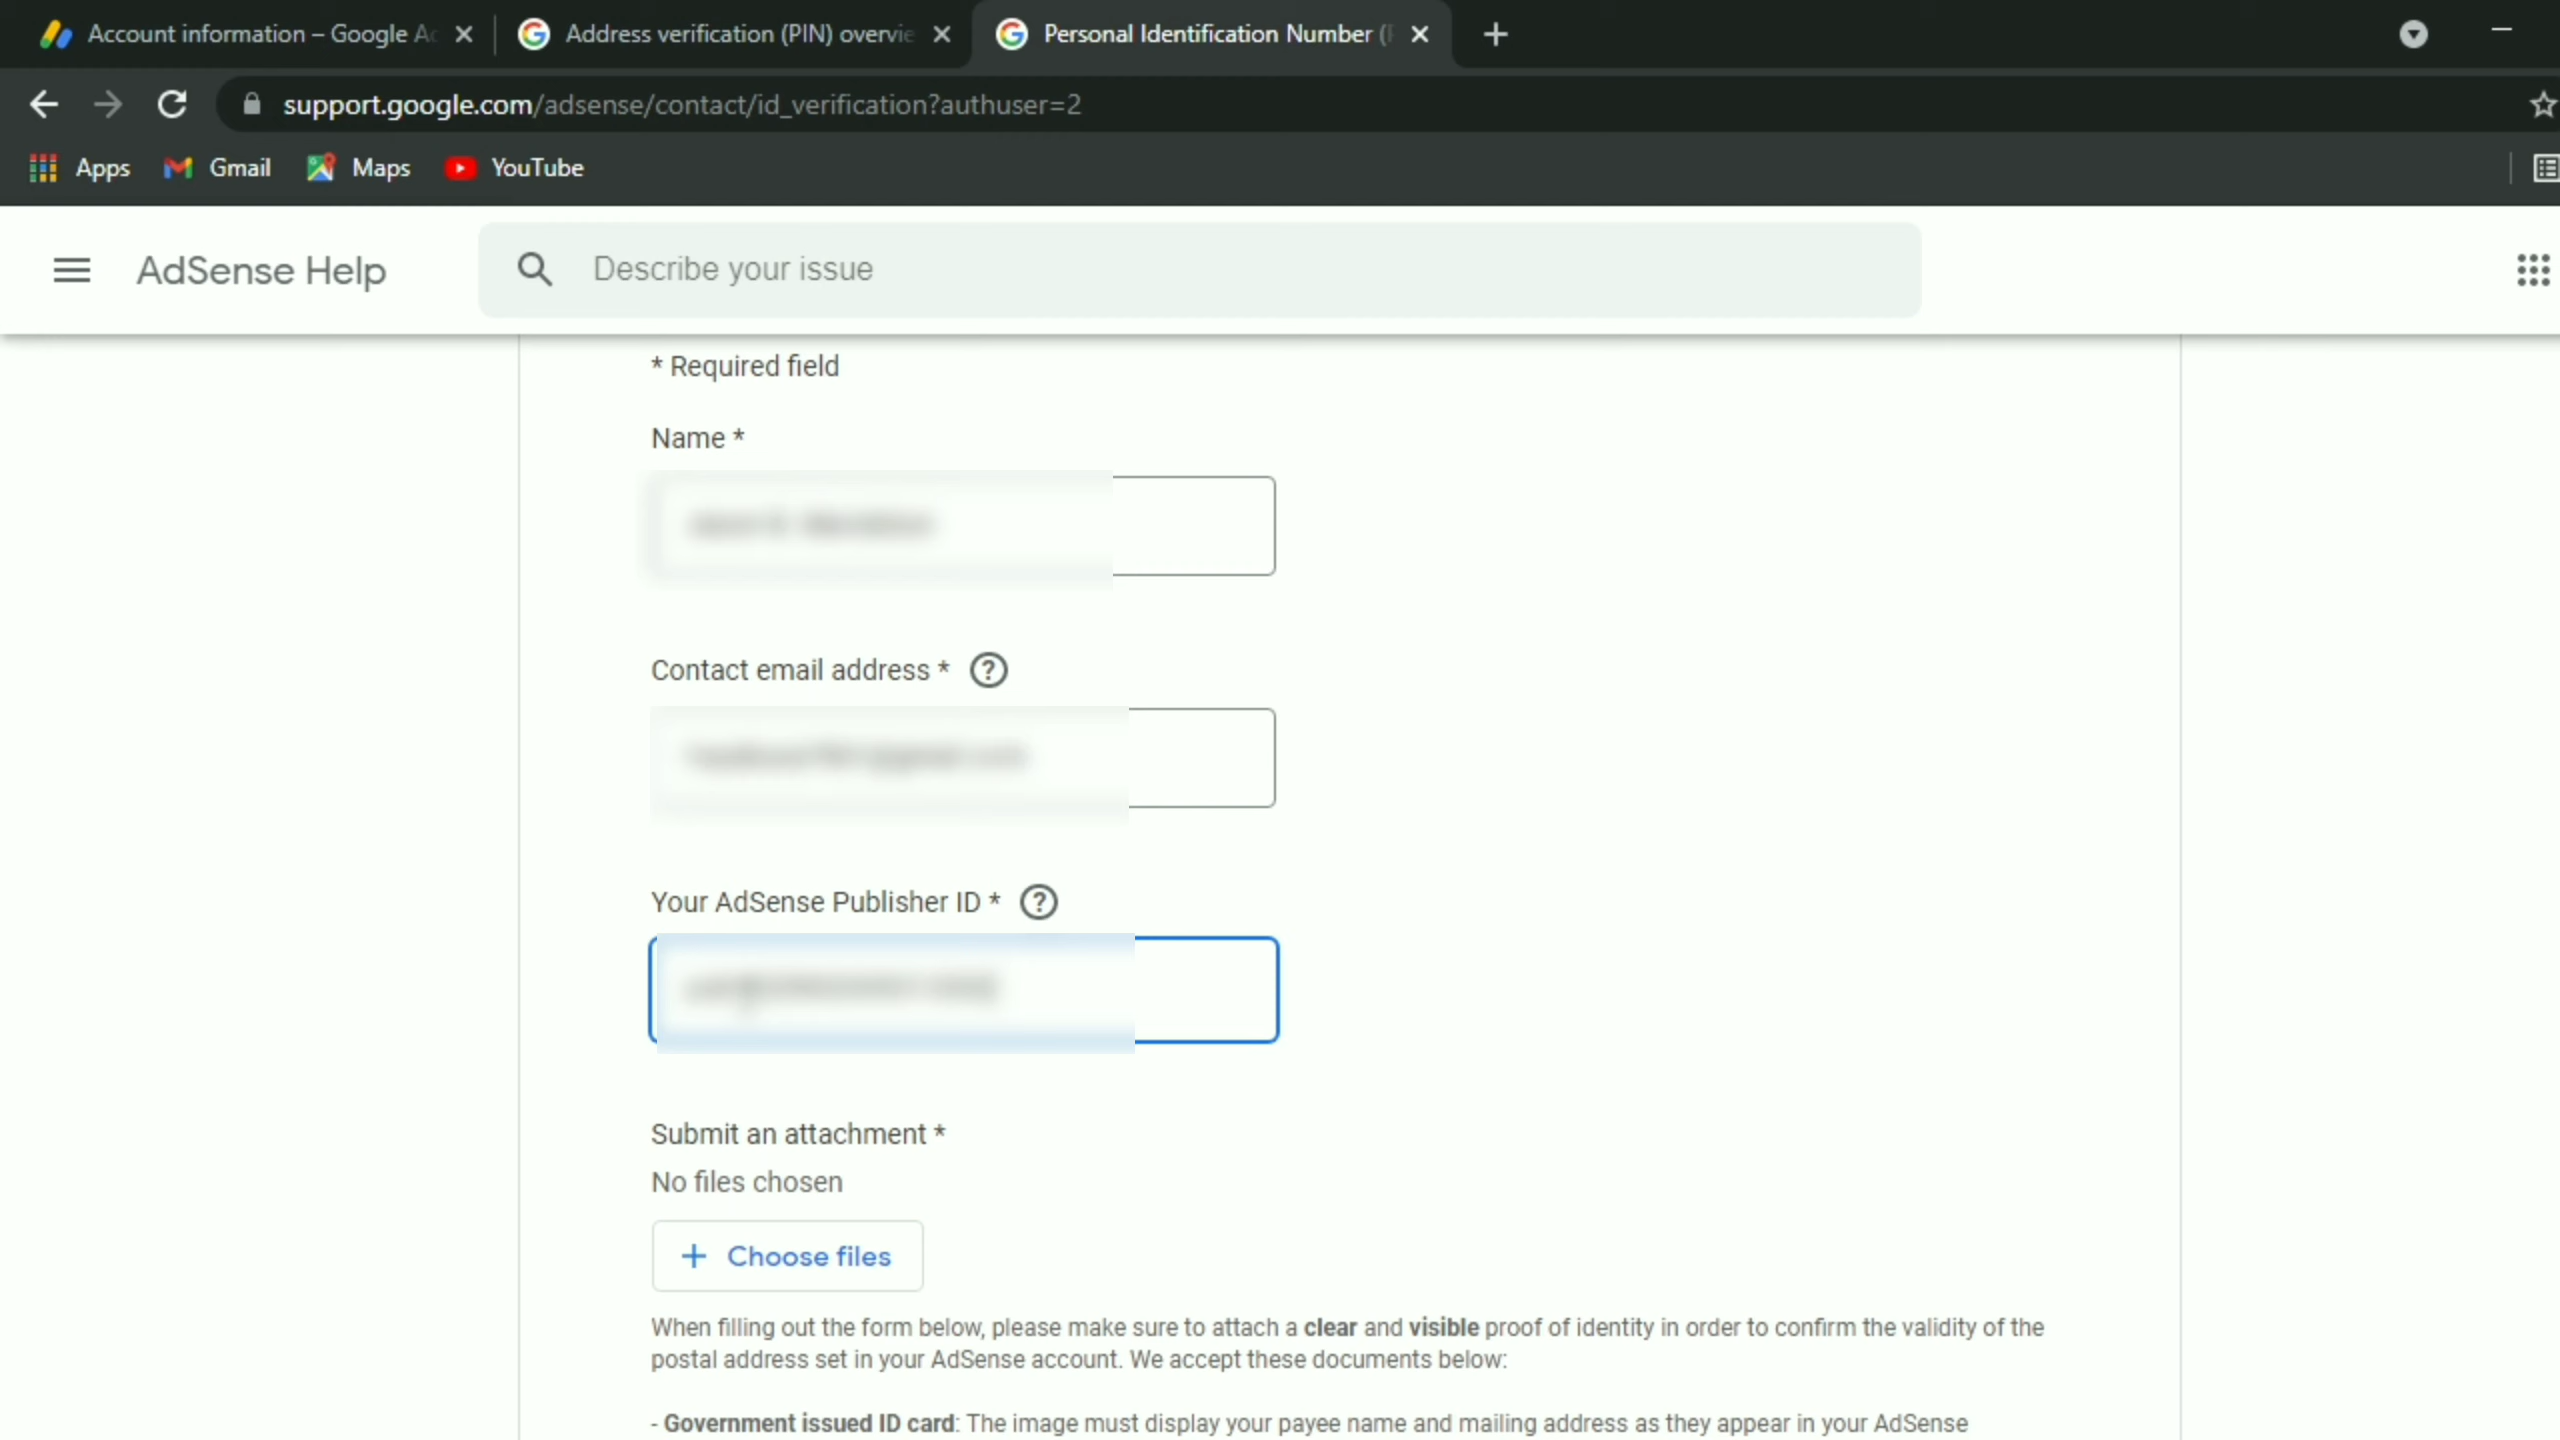 Account information – Google Ac
Address verification (PIN) overvie
Personal Identification Number (P
support.google.com/adsense/contact/id_verification?authuser=2
Apps
Gmail
Maps
YouTube
AdSense Help
Describe your issue
* Required field
Name *
Contact email address *
Your AdSense Publisher ID *
Submit an attachment *
No files chosen
+ Choose files
When filling out the form below, please make sure to attach a clear and visible proof of identity in order to confirm the validity of the
postal address set in your AdSense account. We accept these documents below:
- Government issued ID card: The image must display your payee name and mailing address as they appear in your AdSense